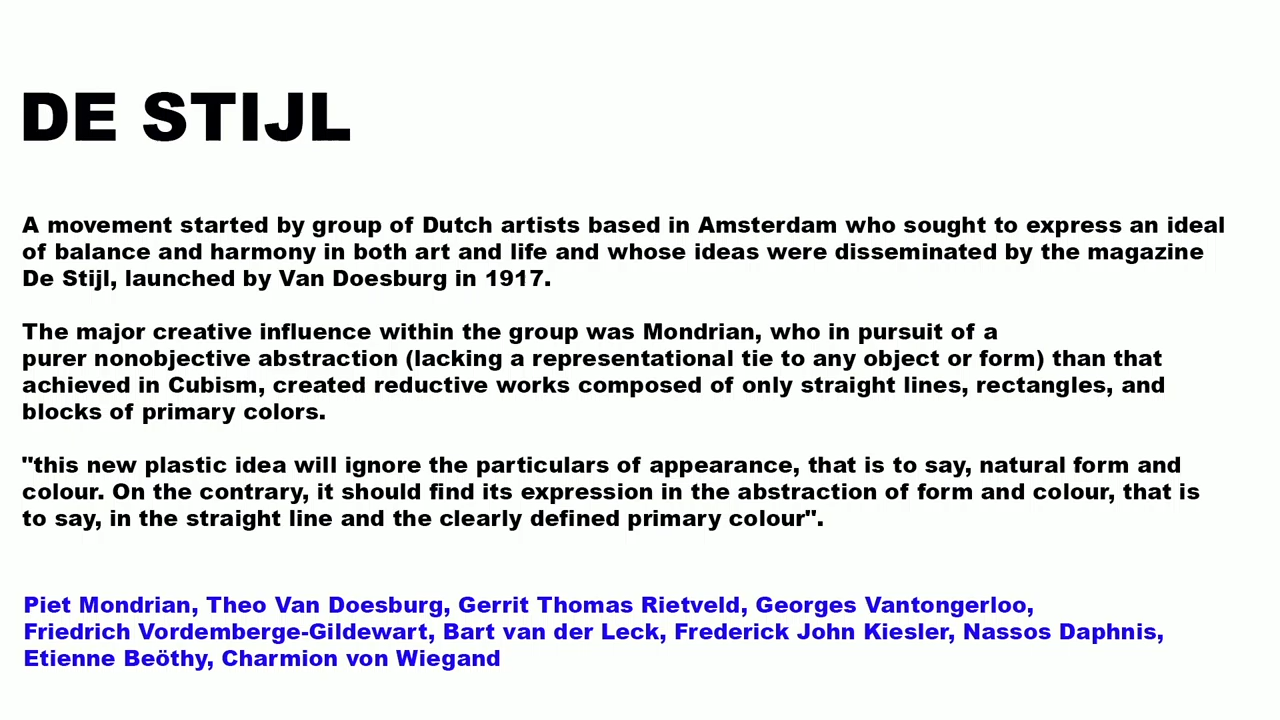 DE STIJL
A movement started by group of Dutch artists based in Amsterdam who sought to express an ideal
of balance and harmony in both art and life and whose ideas were disseminated by the magazine
De Stijl, launched by Van Doesburg in 1917.
The major creative influence within the group was Mondrian, who in pursuit of a
purer nonobjective abstraction (lacking a representational tie to any object or form) than that
achieved in Cubism, created reductive works composed of only straight lines, rectangles, and
blocks of primary colors.
"this new plastic idea will ignore the particulars of appearance, that is to say, natural form and
colour. On the contrary, it should find its expression in the abstraction of form and colour, that is
to say, in the straight line and the clearly defined primary colour".
Piet Mondrian, Theo Van Doesburg, Gerrit Thomas Rietveld, Georges Vantongerloo,
Friedrich Vordemberge-Gildewart, Bart van der Leck, Frederick John Kiesler, Nassos Daphnis,
Etienne Beöthy, Charmion von Wiegand